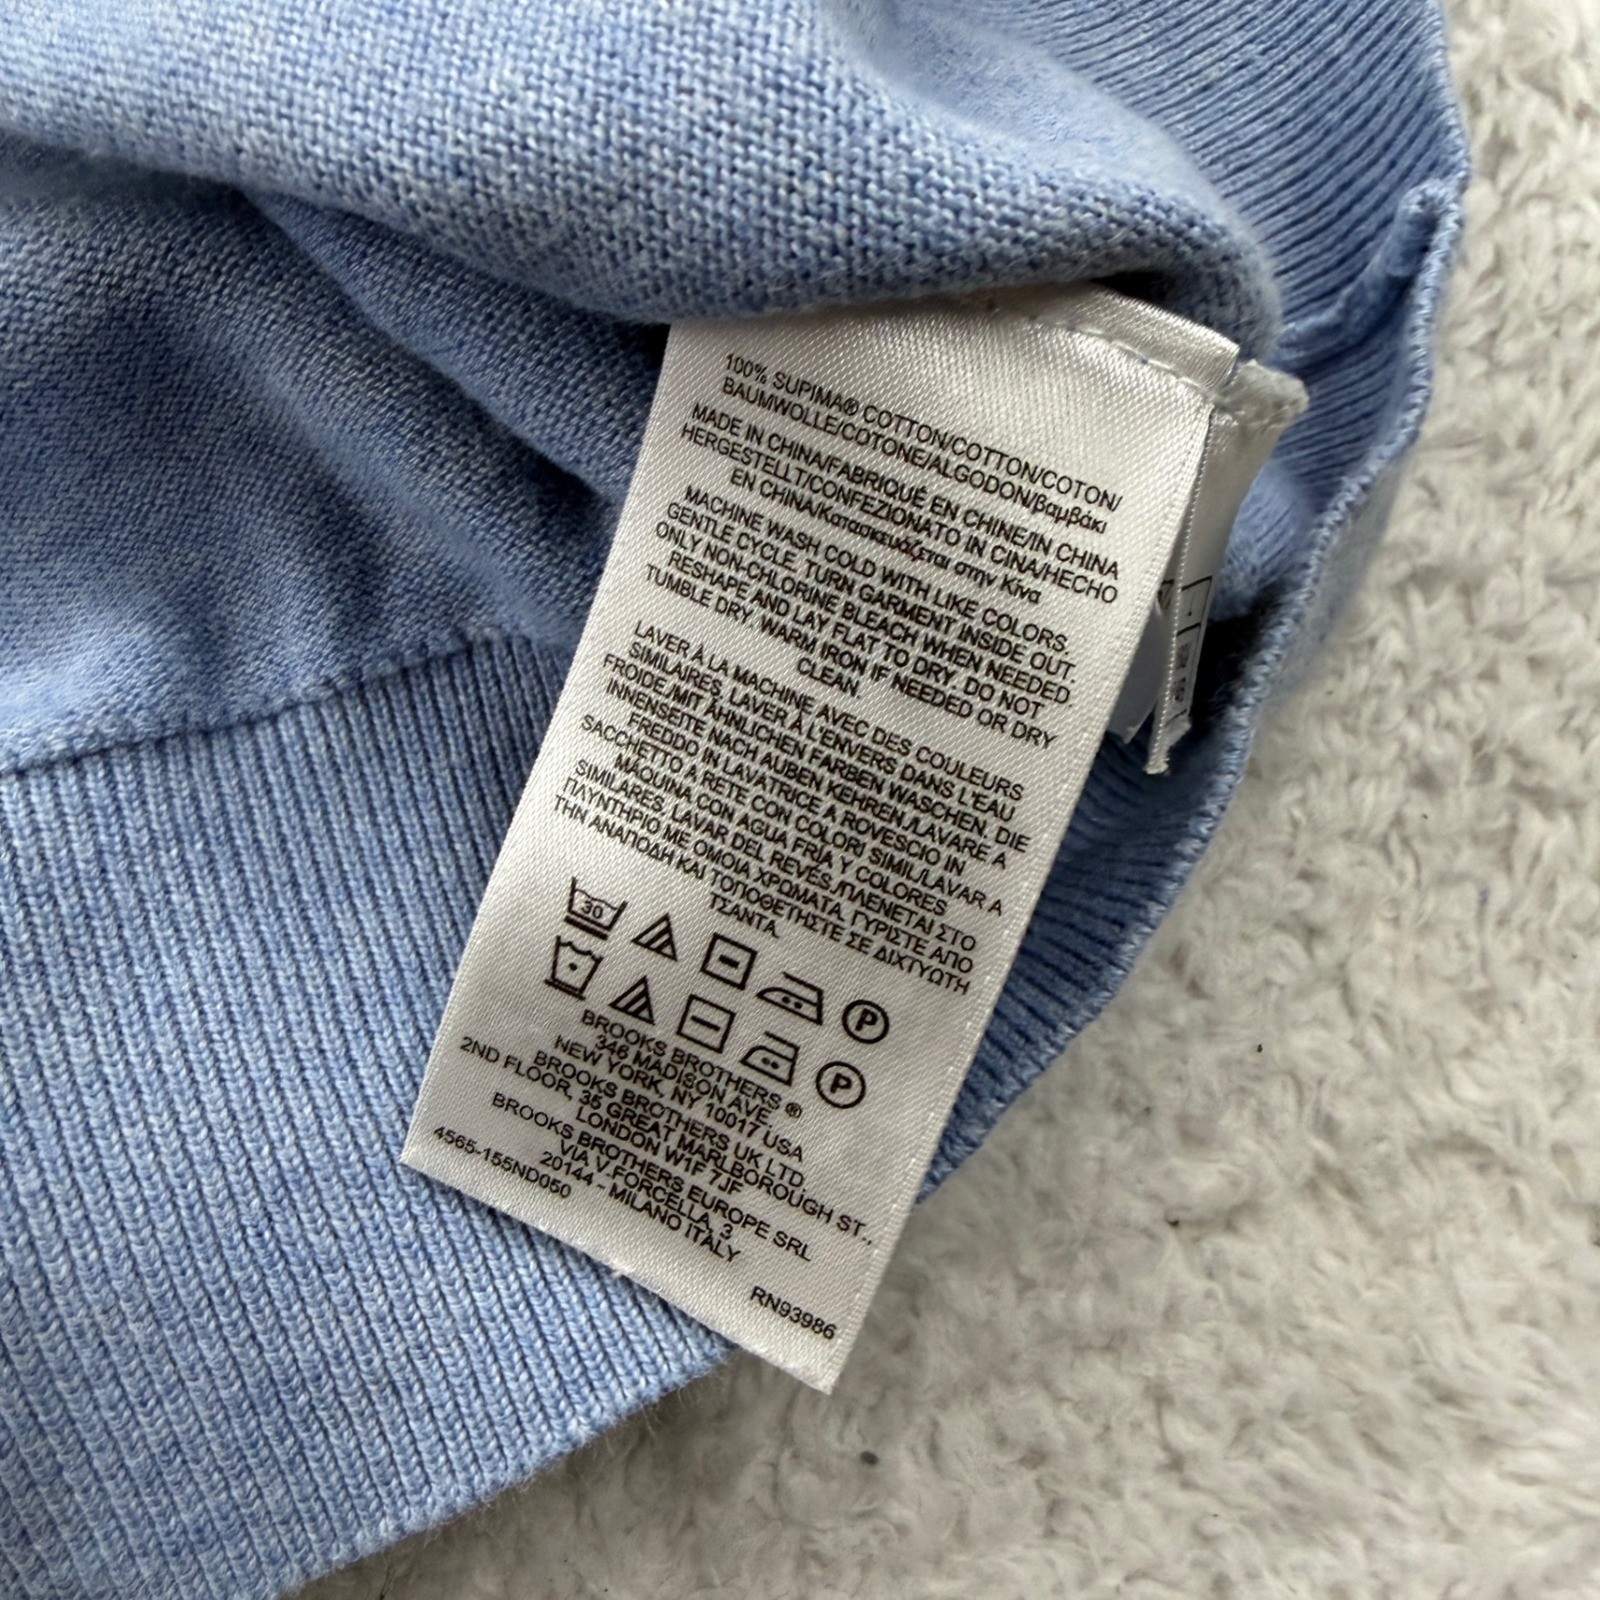 100% SUPIMA® COTTON/COTTON/COTON/
BAUMWOLLE/COTONE/ALGODON/βαμβάκι
MADE IN CHINA/FABRIQUÉ EN CHINE/IN CHINA
HERGESTELLT/CONFEZIONATO IN CINA/HECHO
EN CHINA/Κατασκευάζεται στην Κίνα
MACHINE WASH COLD WITH LIKE COLORS.
GENTLE CYCLE. TURN GARMENT INSIDE OUT.
ONLY NON-CHLORINE BLEACH WHEN NEEDED
RESHAPE AND LAY FLAT TO DRY. DO NOT
TUMBLE DRY. WARM IRON IF NEEDED OR DRY
CLEAN
LAVER À LA MACHINE AVEC DES COULEURS
SIMILAIRES, LAVER À L'ENVERS DANS L'EAU
FROIDE./MIT ÄHNLICHEN FARBEN WASCHEN, DIE
INNENSEITE NACH AUBEN KEHREN./LAVARE A
FREDDO IN LAVATRICE A ROVESCIO IN
SACCHETTO A RETE CON COLORI SIMILI/LAVAR A
MÁQUINA CON AGUA FRÍA Y COLORES
SIMILARES, LAVAR DEL REVÉS./ΠΛΕΝΕΤΑΙ ΣΤΟ
ΠΛΥΝΤΗΡΙΟ ΜΕ ΟΜΟΙΑ ΧΡΩΜΑΤΑ, ΓΥΡΙΣΤΕ ΑΠΟ
ΤΗΝ ΑΝΑΠΟΔΗ ΚΑΙ ΤΟΠΟΘΕΤΗΣΤΕ ΣΕ ΔΙΧΤΥΩΤΗ
ΤΣΑΝΤΑ.
30 P
P
BROOKS BROTHERS ®
346 MADISON AVE
NEW YORK, NY 10017 USA
BROOKS BROTHERS UK LTD
2ND FLOOR, 35 GREAT MARLBOROUGH ST.,
LONDON W1F 7JF
BROOKS BROTHERS EUROPE SRL
VIA V.FORCELLA, 3
20144 - MILANO ITALY
4565-155ND050
RN93986